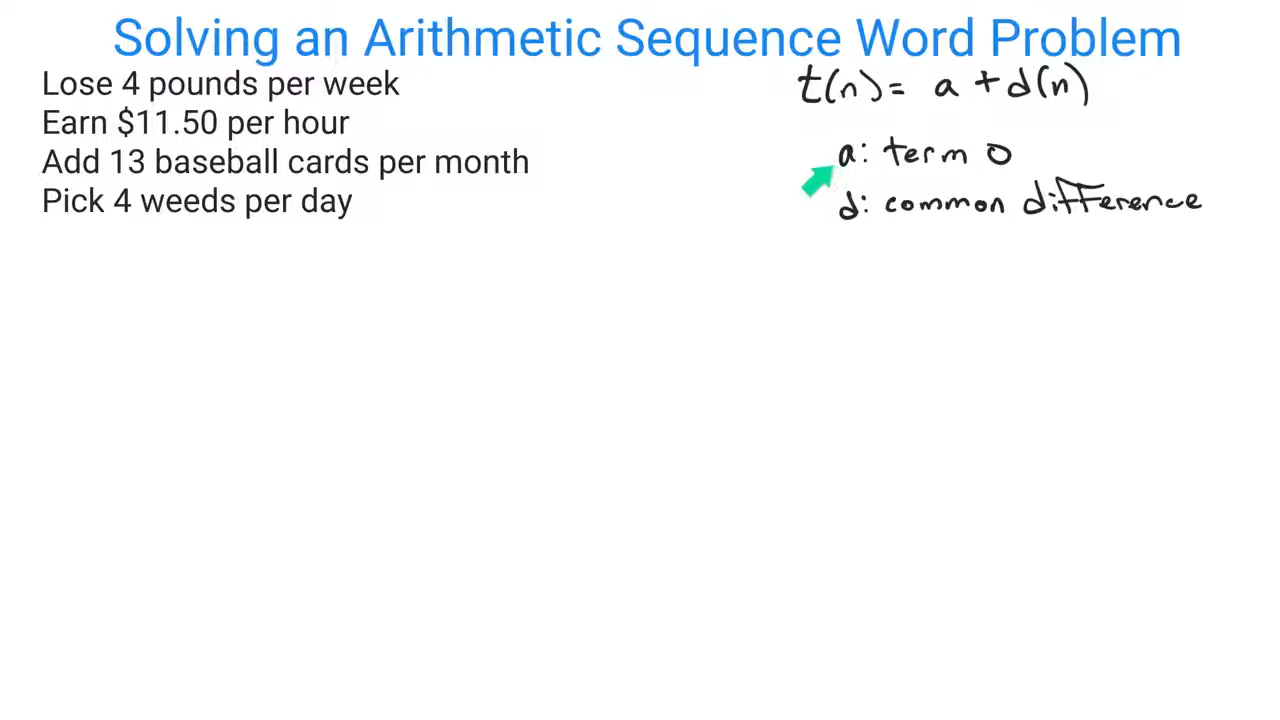 Solving an Arithmetic Sequence Word Problem
Lose 4 pounds per week
Earn $11.50 per hour
Add 13 baseball cards per month
Pick 4 weeds per day
t(n) = a + d(n)
a: term 0
d: common difference